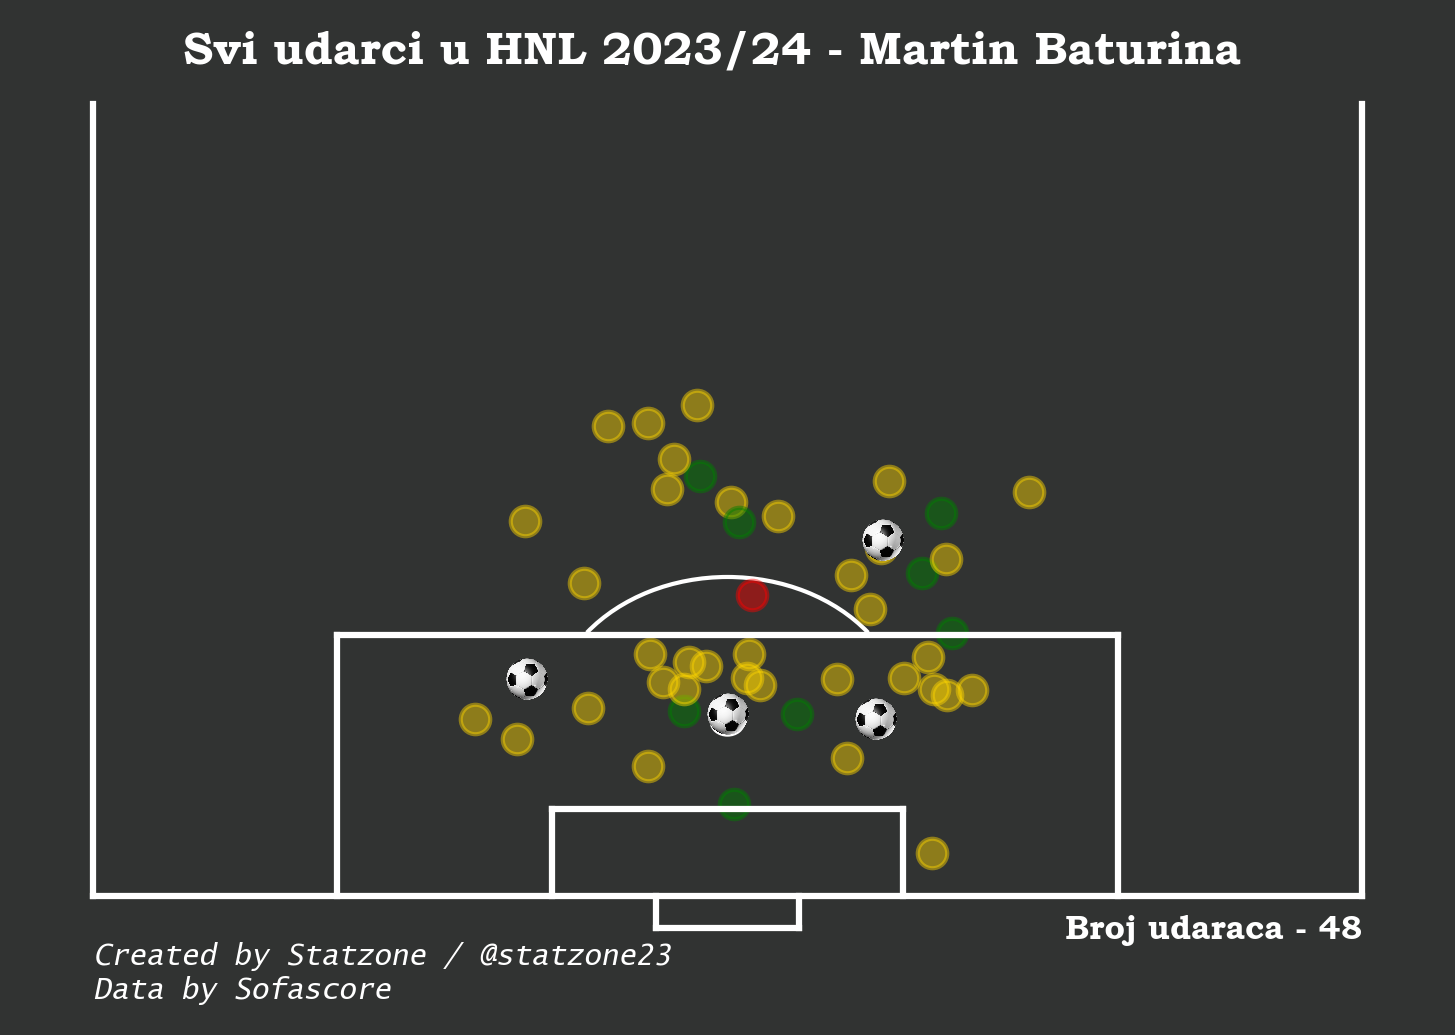 Svi udarci u HNL 2023/24 - Martin Baturina
Broj udaraca - 48
Created by Statzone / @statzone23
Data by Sofascore